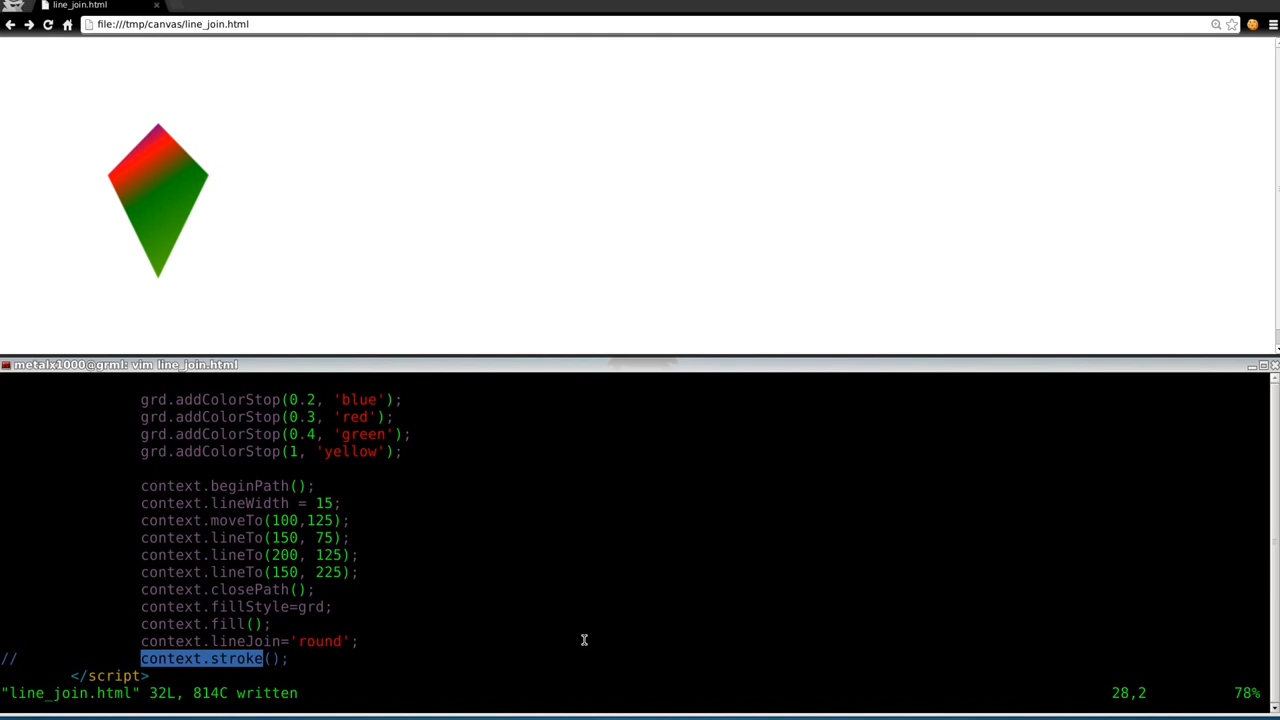 line_join.html
file:///tmp/canvas/line_join.html
metalx1000@grml: vim line_join.html
grd.addColorStop(0.2, 'blue');
grd.addColorStop(0.3, 'red');
grd.addColorStop(0.4, 'green');
grd.addColorStop(1, 'yellow');
context.beginPath();
context.lineWidth = 15;
context.moveTo(100,125);
context.lineTo(150, 75);
context.lineTo(200, 125);
context.lineTo(150, 225);
context.closePath();
context.fillStyle=grd;
context.fill();
context.lineJoin='round';
// context.stroke();
</script>
"line_join.html" 32L, 814C written 28,2 78%